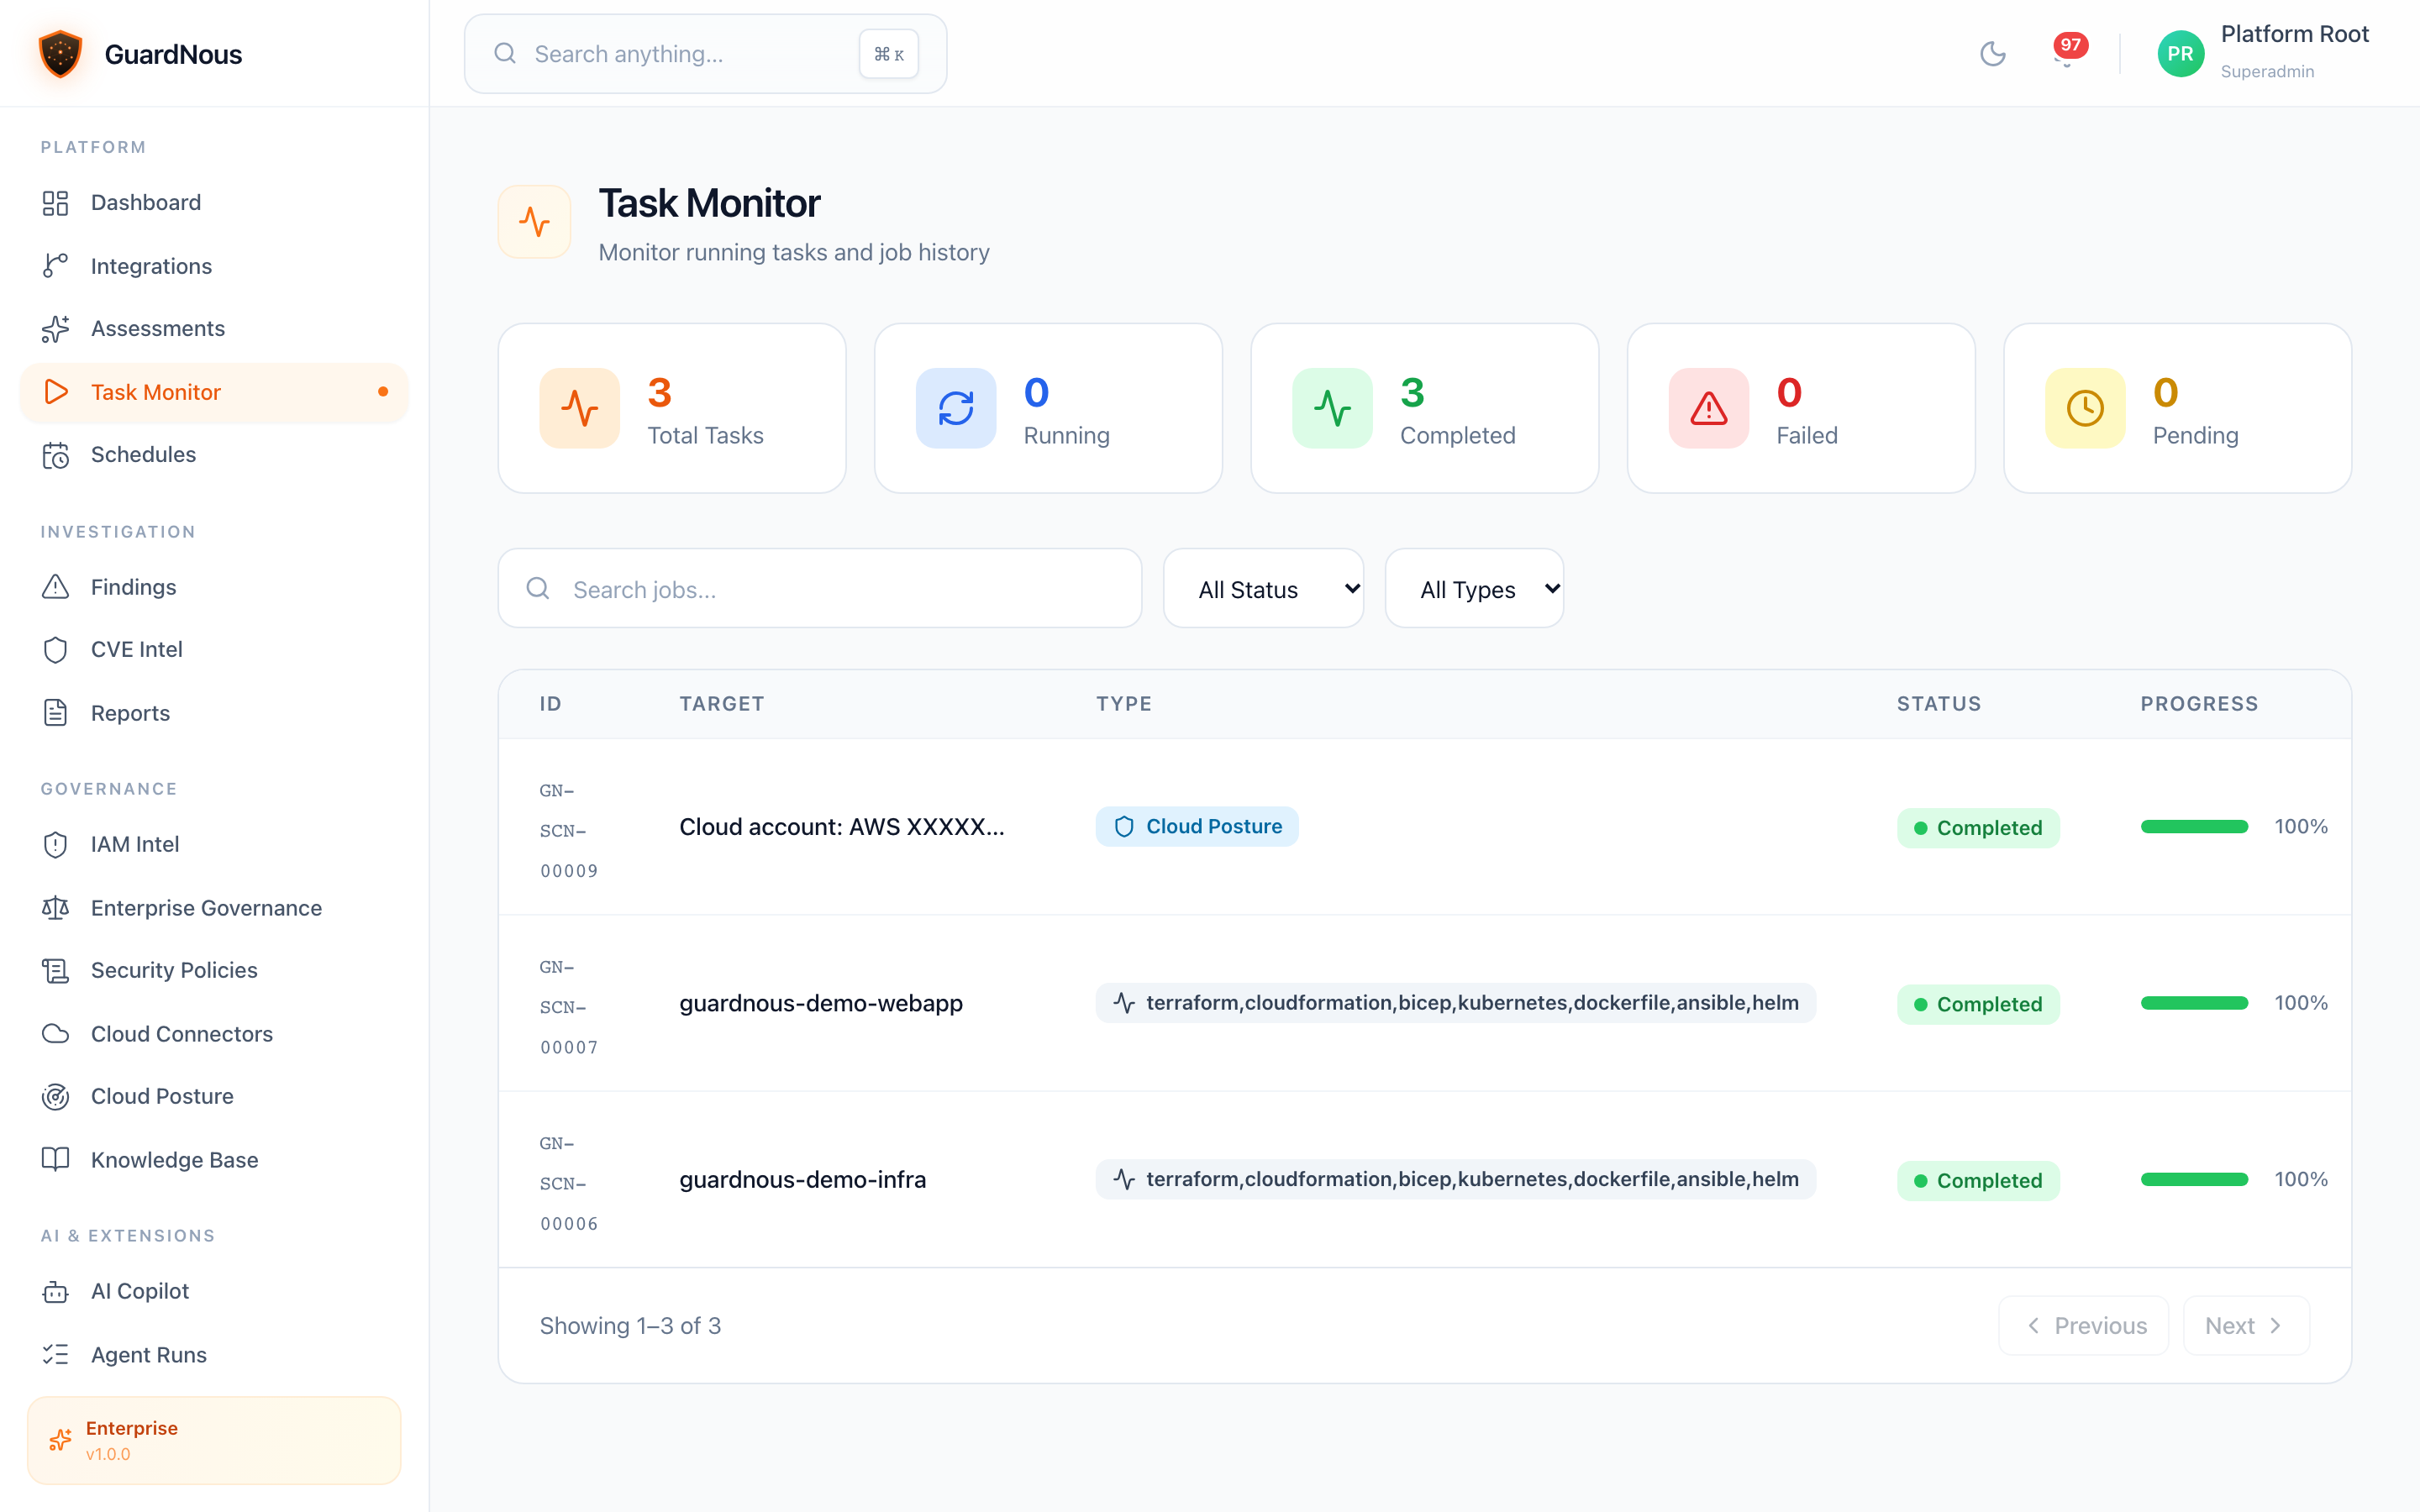 GuardNous
Search anything...
⌘ K
97
PR
Platform Root
Superadmin
PLATFORM
Dashboard
Integrations
Assessments
Task Monitor
Schedules
INVESTIGATION
Findings
CVE Intel
Reports
GOVERNANCE
IAM Intel
Enterprise Governance
Security Policies
Cloud Connectors
Cloud Posture
Knowledge Base
AI & EXTENSIONS
AI Copilot
Agent Runs
Enterprise
v1.0.0
Task Monitor
Monitor running tasks and job history
3
Total Tasks
0
Running
3
Completed
0
Failed
0
Pending
Search jobs...
All Status
All Types
ID TARGET TYPE STATUS PROGRESS
GN-
SCN-
00009
Cloud account: AWS XXXXX...
Cloud Posture
Completed
100%
GN-
SCN-
00007
guardnous-demo-webapp
terraform,cloudformation,bicep,kubernetes,dockerfile,ansible,helm
Completed
100%
GN-
SCN-
00006
guardnous-demo-infra
terraform,cloudformation,bicep,kubernetes,dockerfile,ansible,helm
Completed
100%
Showing 1–3 of 3
Previous
Next